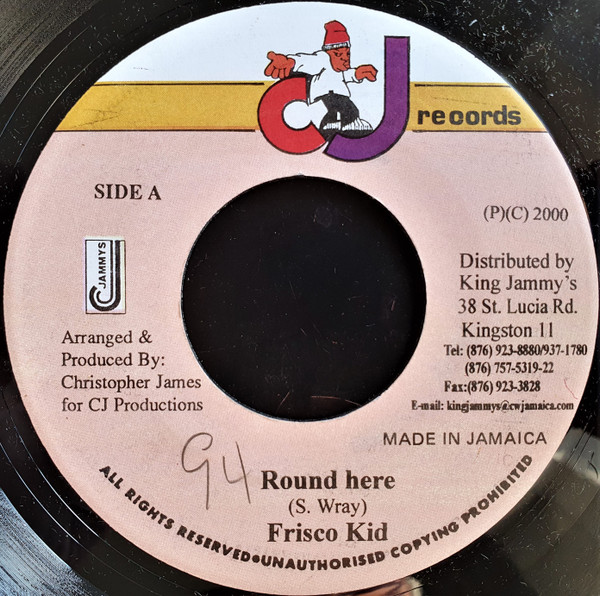 CJ records
SIDE A
(P)(C) 2000
JAMMYS
Distributed by
King Jammy's
38 St. Lucia Rd.
Kingston 11
Tel: (876) 923-8880/937-1780
(876) 757-5319-22
Fax:(876) 923-3828
E-mail: kingjammys@cwjamaica.com
Arranged &
Produced By:
Christopher James
for CJ Productions
MADE IN JAMAICA
94
Round here
(S. Wray)
Frisco Kid
ALL RIGHTS RESERVED•UNAUTHORISED COPYING PROHIBITED